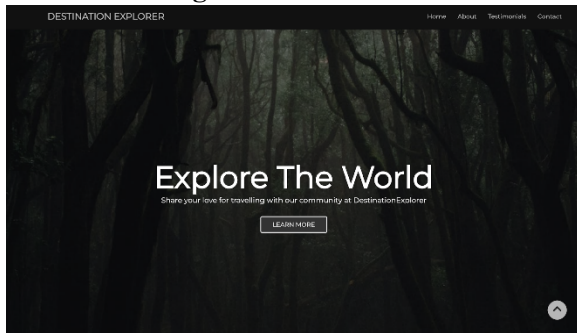 DESTINATION EXPLORER
Home About Testimonials Contact
Explore The World
Share your love for travelling with our community at DestinationExplorer
LEARN MORE